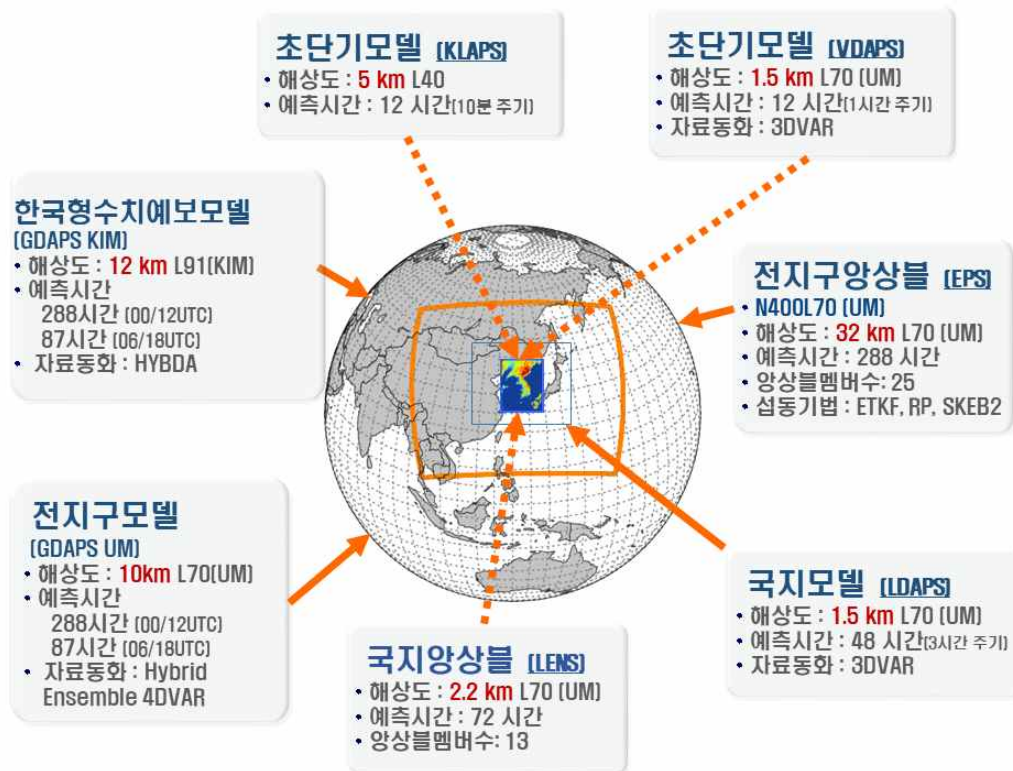 초단기모델 (KLAPS)
• 해상도 : 5 km L40
• 예측시간 : 12 시간(10분 주기)
초단기모델 (VDAPS)
• 해상도 : 1.5 km L70 (UM)
• 예측시간 : 12 시간(1시간 주기)
• 자료동화 : 3DVAR
한국형수치예보모델
(GDAPS KIM)
• 해상도 : 12 km L91(KIM)
• 예측시간
288시간 (00/12UTC)
87시간 (06/18UTC)
• 자료동화 : HYBDA
전지구앙상블 (EPS)
• N400L70 (UM)
• 해상도 : 32 km L70 (UM)
• 예측시간 : 288 시간
• 앙상블멤버수: 25
• 섭동기법 : ETKF, RP, SKEB2
전지구모델
(GDAPS UM)
• 해상도 : 10km L70(UM)
• 예측시간
288시간 (00/12UTC)
87시간 (06/18UTC)
• 자료동화 : Hybrid
Ensemble 4DVAR
국지앙상블 (LENS)
• 해상도 : 2.2 km L70 (UM)
• 예측시간 : 72 시간
• 앙상블멤버수: 13
국지모델 (LDAPS)
• 해상도 : 1.5 km L70 (UM)
• 예측시간 : 48 시간(3시간 주기)
• 자료동화 : 3DVAR